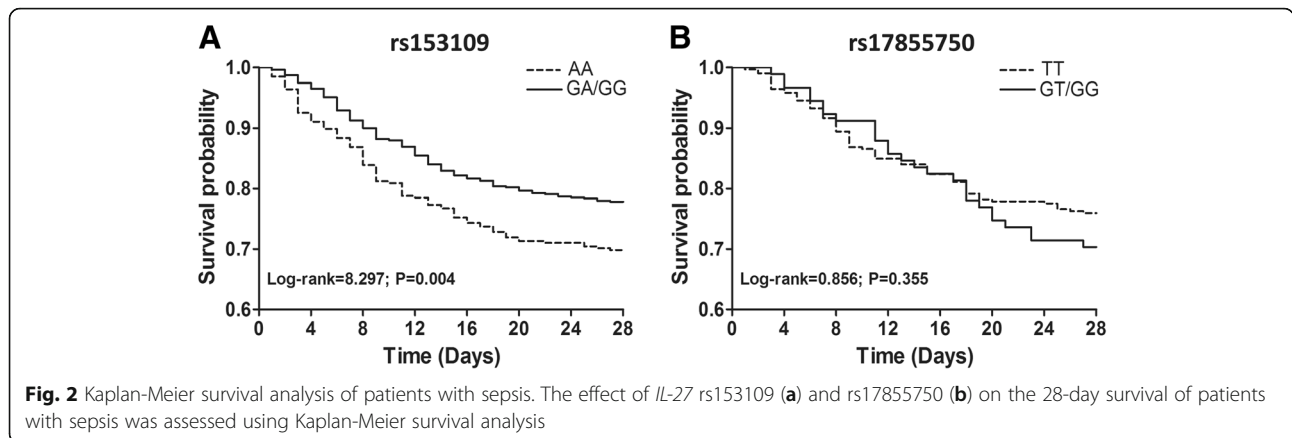 A
rs153109
AA
GA/GG
Survival probability
1.0
0.9
0.8
0.7
0.6
Log-rank=8.297; P=0.004
0 4 8 12 16 20 24 28
Time (Days)
B
rs17855750
TT
GT/GG
Survival probability
1.0
0.9
0.8
0.7
0.6
Log-rank=0.856; P=0.355
0 4 8 12 16 20 24 28
Time (Days)
Fig. 2 Kaplan-Meier survival analysis of patients with sepsis. The effect of IL-27 rs153109 (a) and rs17855750 (b) on the 28-day survival of patients
with sepsis was assessed using Kaplan-Meier survival analysis